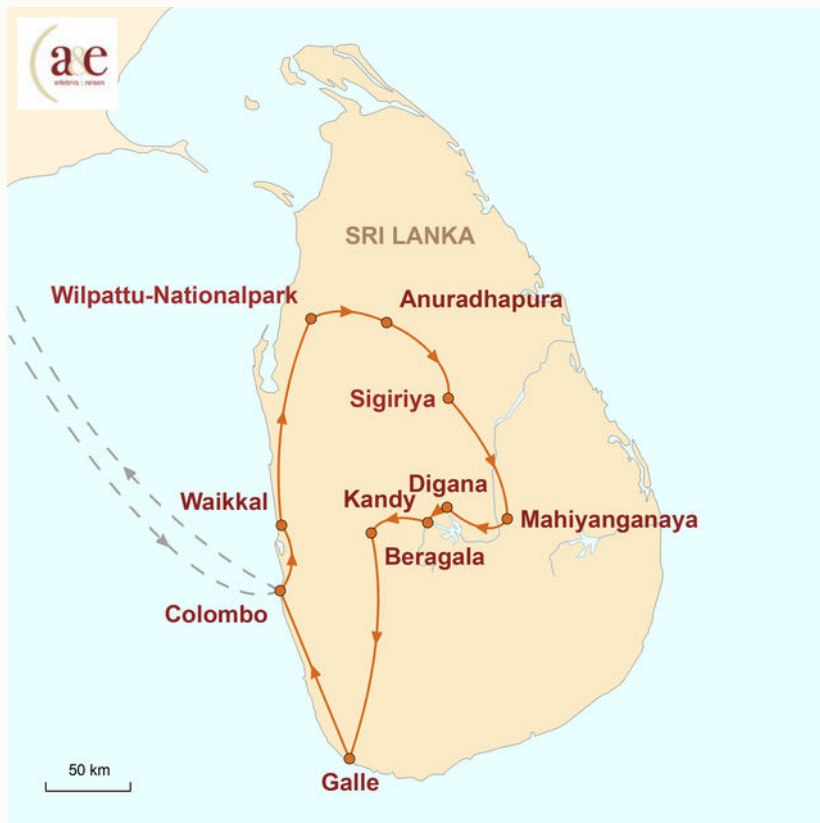 a&e
erlebnis : reisen
SRI LANKA
Wilpattu-Nationalpark
Anuradhapura
Sigiriya
Waikkal
Kandy
Digana
Mahiyanganaya
Beragala
Colombo
50 km
Galle